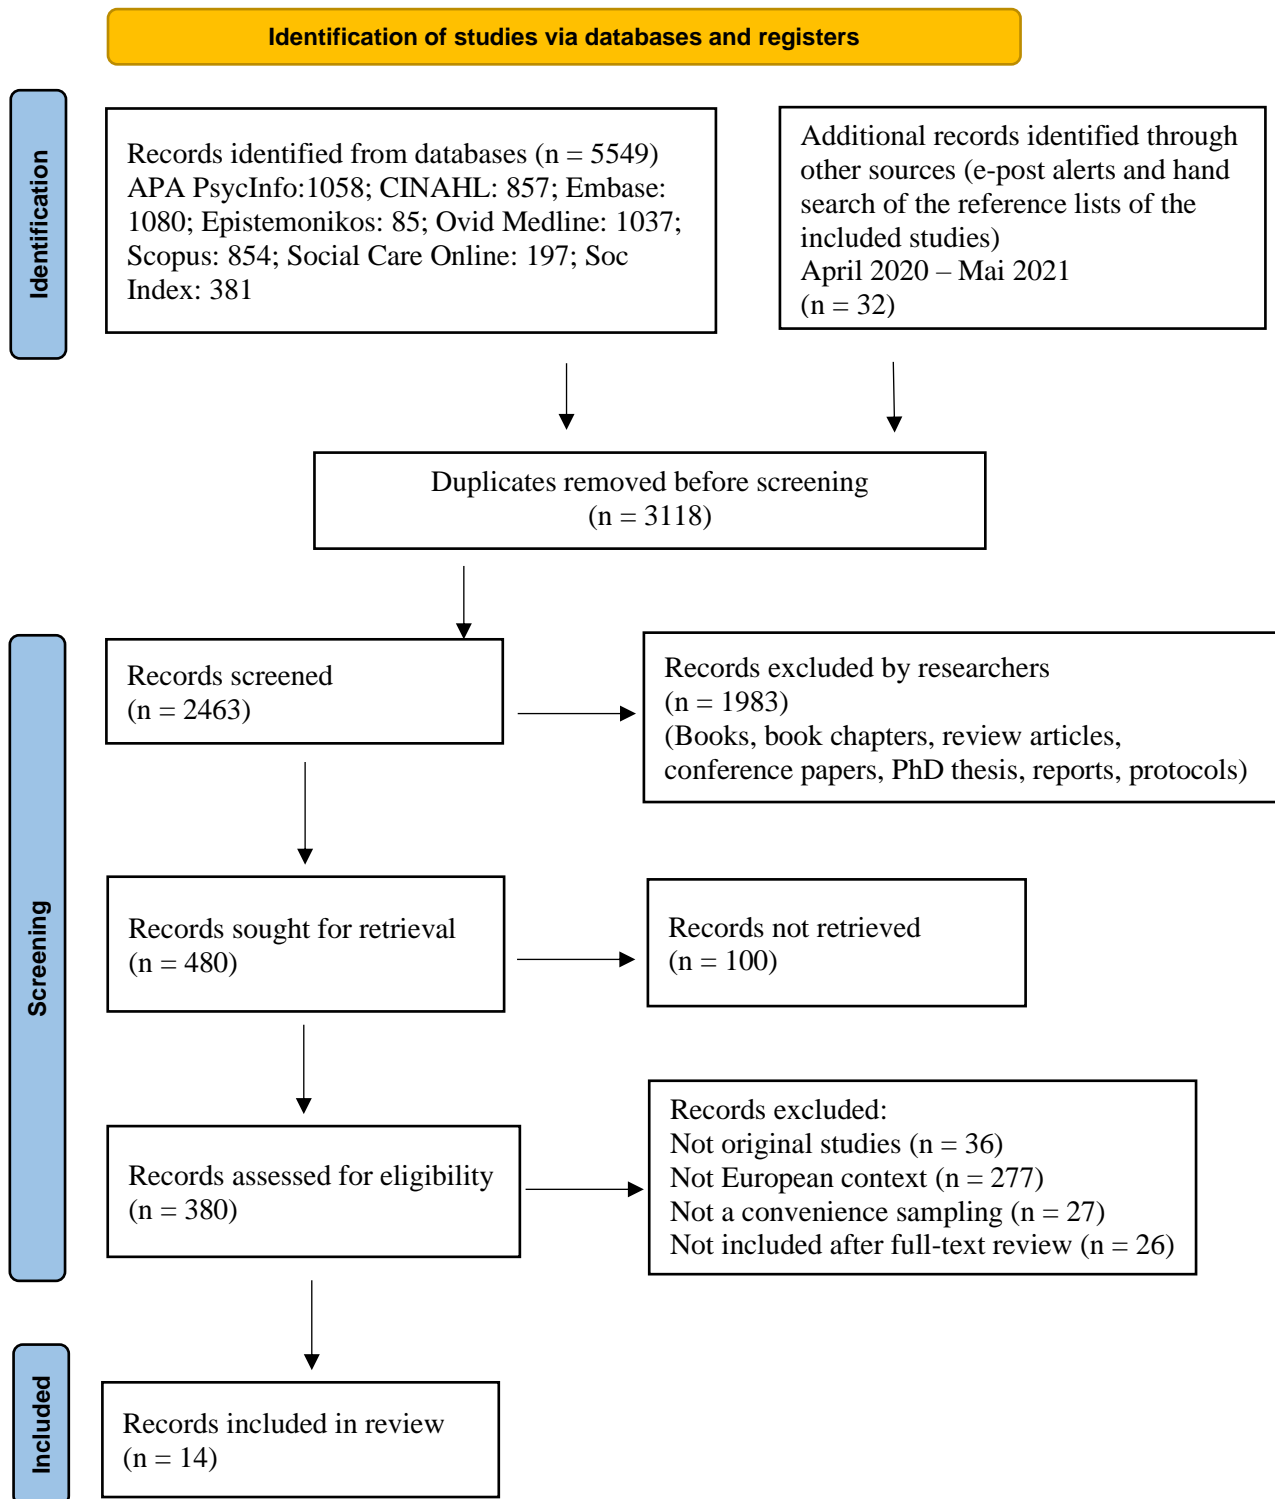 Identification of studies via databases and registers
Identification
Records identified from databases (n = 5549)
APA PsycInfo:1058; CINAHL: 857; Embase:
1080; Epistemonikos: 85; Ovid Medline: 1037;
Scopus: 854; Social Care Online: 197; Soc
Index: 381
Additional records identified through
other sources (e-post alerts and hand
search of the reference lists of the
included studies)
April 2020 – Mai 2021
(n = 32)
Duplicates removed before screening
(n = 3118)
Screening
Records screened
(n = 2463)
Records excluded by researchers
(n = 1983)
(Books, book chapters, review articles,
conference papers, PhD thesis, reports, protocols)
Records sought for retrieval
(n = 480)
Records not retrieved
(n = 100)
Records assessed for eligibility
(n = 380)
Records excluded:
Not original studies (n = 36)
Not European context (n = 277)
Not a convenience sampling (n = 27)
Not included after full-text review (n = 26)
Included
Records included in review
(n = 14)